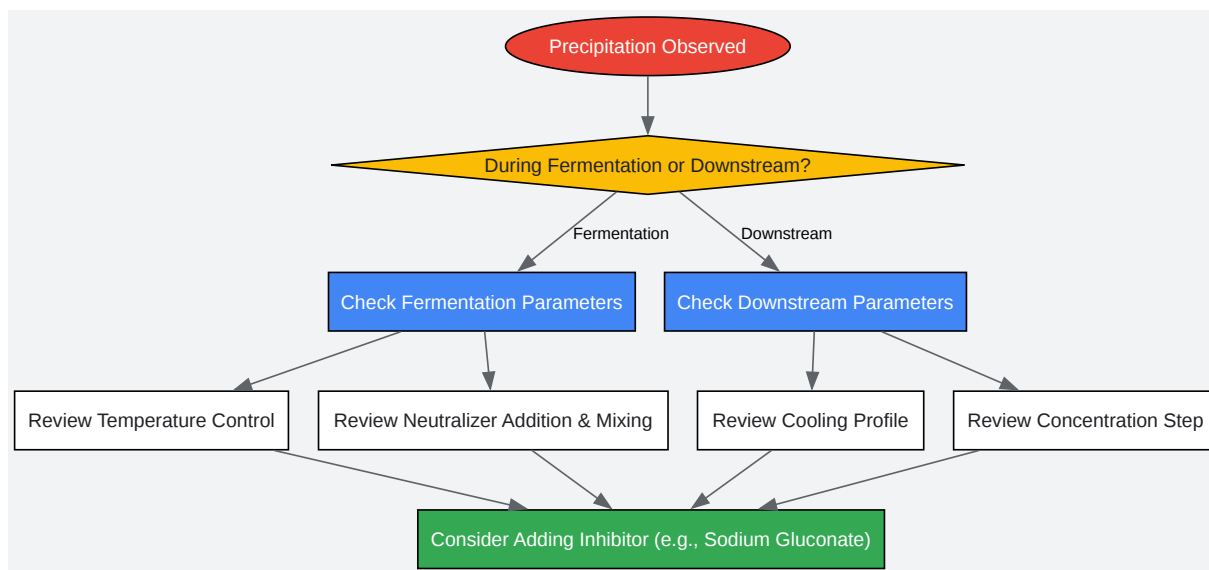 Precipitation Observed
During Fermentation or Downstream?
Fermentation
Downstream
Check Fermentation Parameters
Check Downstream Parameters
Review Temperature Control
Review Neutralizer Addition & Mixing
Review Cooling Profile
Review Concentration Step
Consider Adding Inhibitor (e.g., Sodium Gluconate)